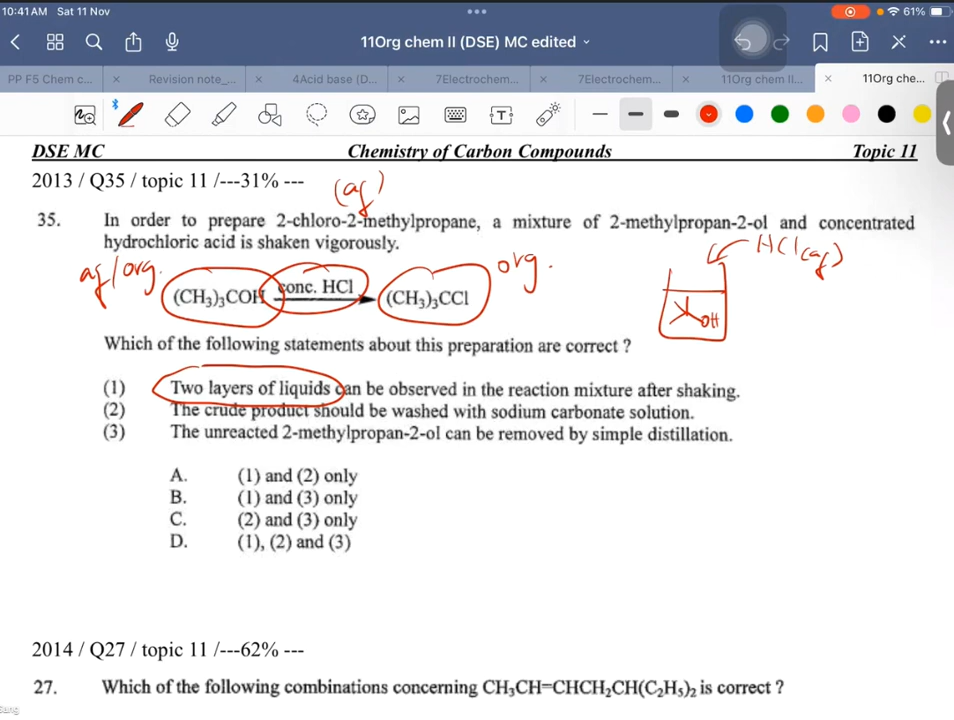 10:41 AM Sat 11 Nov
61%
11Org chem II (DSE) MC edited
PP F5 Chem c...
Revision note_...
4Acid base (D...
7Electrochem...
7Electrochem...
11Org chem II...
11Org che...
DSE MC Chemistry of Carbon Compounds Topic 11
2013 / Q35 / topic 11 /---31% ---
(aq)
35. In order to prepare 2-chloro-2-methylpropane, a mixture of 2-methylpropan-2-ol and concentrated
hydrochloric acid is shaken vigorously.
HCl(aq)
aq/org.
org.
(CH₃)₃COH conc. HCl (CH₃)₃CCl
OH
Which of the following statements about this preparation are correct ?
(1) Two layers of liquids can be observed in the reaction mixture after shaking.
(2) The crude product should be washed with sodium carbonate solution.
(3) The unreacted 2-methylpropan-2-ol can be removed by simple distillation.
A. (1) and (2) only
B. (1) and (3) only
C. (2) and (3) only
D. (1), (2) and (3)
2014 / Q27 / topic 11 /---62% ---
27. Which of the following combinations concerning CH₃CH=CHCH₂CH(C₂H₅)₂ is correct ?